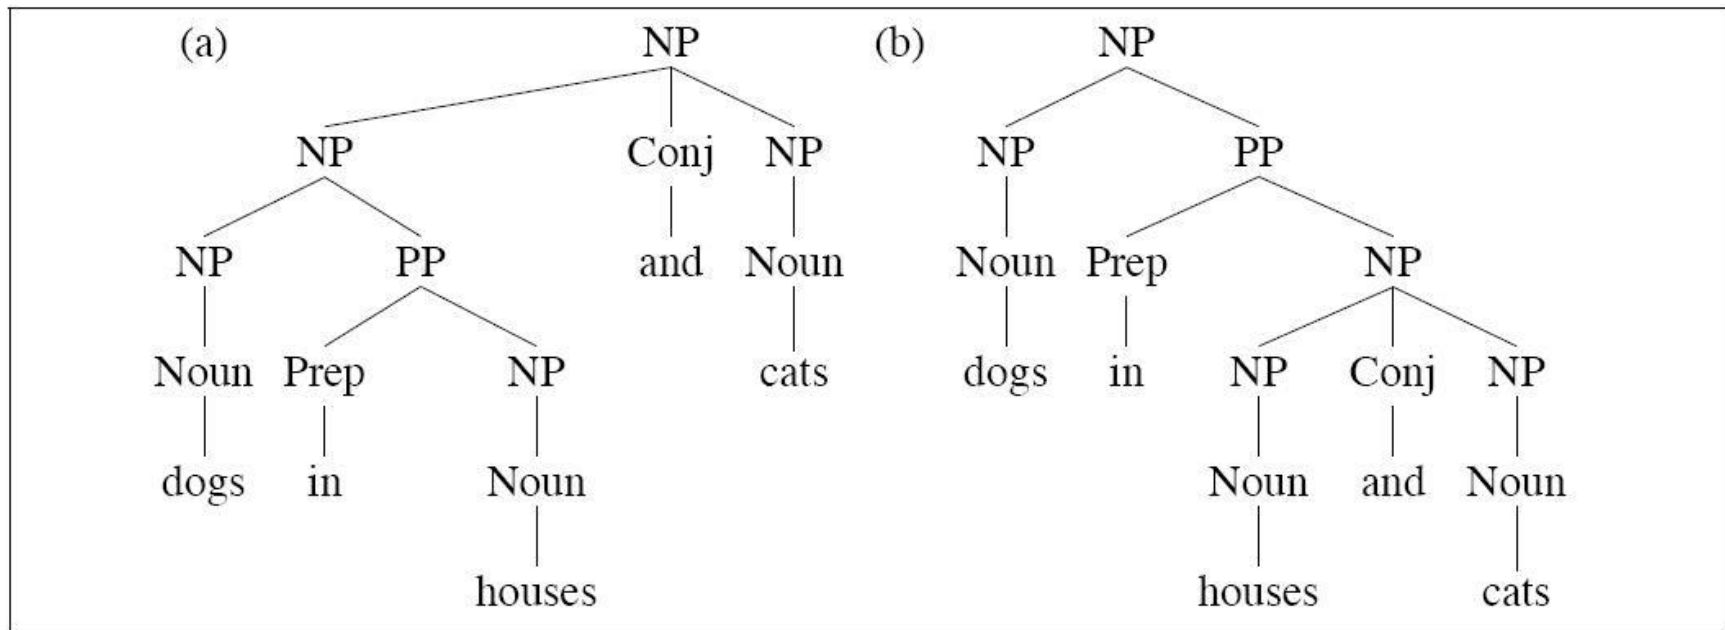 (a) NP (b) NP
NP Conj NP NP PP
NP PP and Noun Noun Prep NP
Noun Prep NP cats dogs in NP Conj NP
dogs in Noun Noun and Noun
houses houses cats